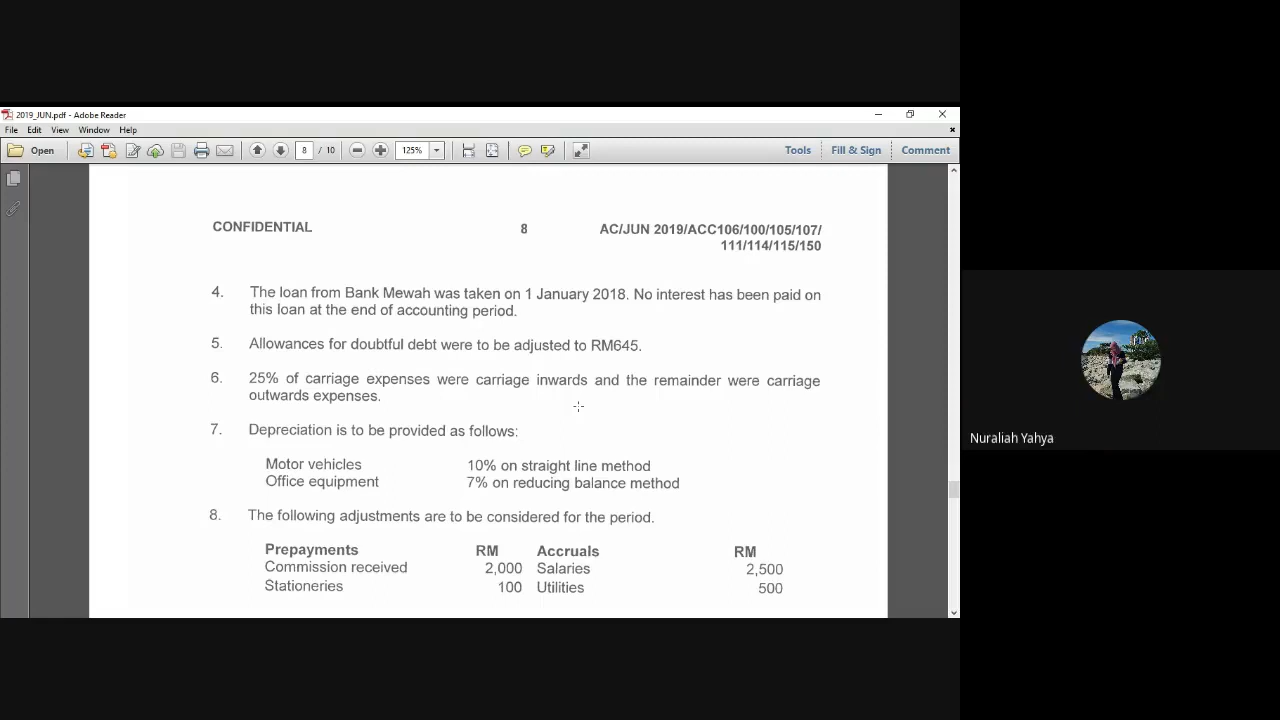 2019_JUN.pdf - Adobe Reader
File Edit View Window Help
Open 8 / 10 125% Tools Fill & Sign Comment
CONFIDENTIAL 8 AC/JUN 2019/ACC106/100/105/107/
111/114/115/150
4. The loan from Bank Mewah was taken on 1 January 2018. No interest has been paid on
this loan at the end of accounting period.
5. Allowances for doubtful debt were to be adjusted to RM645.
6. 25% of carriage expenses were carriage inwards and the remainder were carriage
outwards expenses.
7. Depreciation is to be provided as follows:
Motor vehicles 10% on straight line method
Office equipment 7% on reducing balance method
8. The following adjustments are to be considered for the period.
Prepayments RM Accruals RM
Commission received 2,000 Salaries 2,500
Stationeries 100 Utilities 500
Nuraliah Yahya